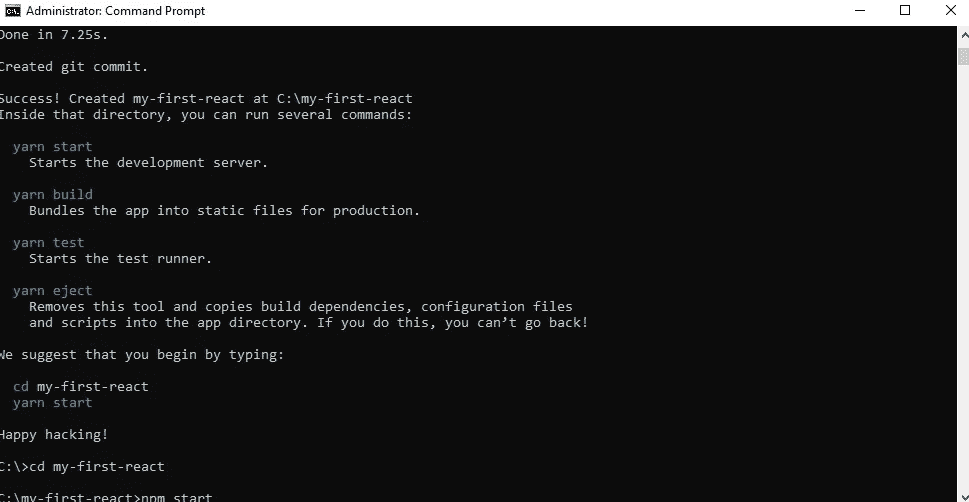 Administrator: Command Prompt
Done in 7.25s.
Created git commit.
Success! Created my-first-react at C:\my-first-react
Inside that directory, you can run several commands:
yarn start
Starts the development server.
yarn build
Bundles the app into static files for production.
yarn test
Starts the test runner.
yarn eject
Removes this tool and copies build dependencies, configuration files
and scripts into the app directory. If you do this, you can’t go back!
We suggest that you begin by typing:
cd my-first-react
yarn start
Happy hacking!
C:\>cd my-first-react
C:\my-first-react>npm start